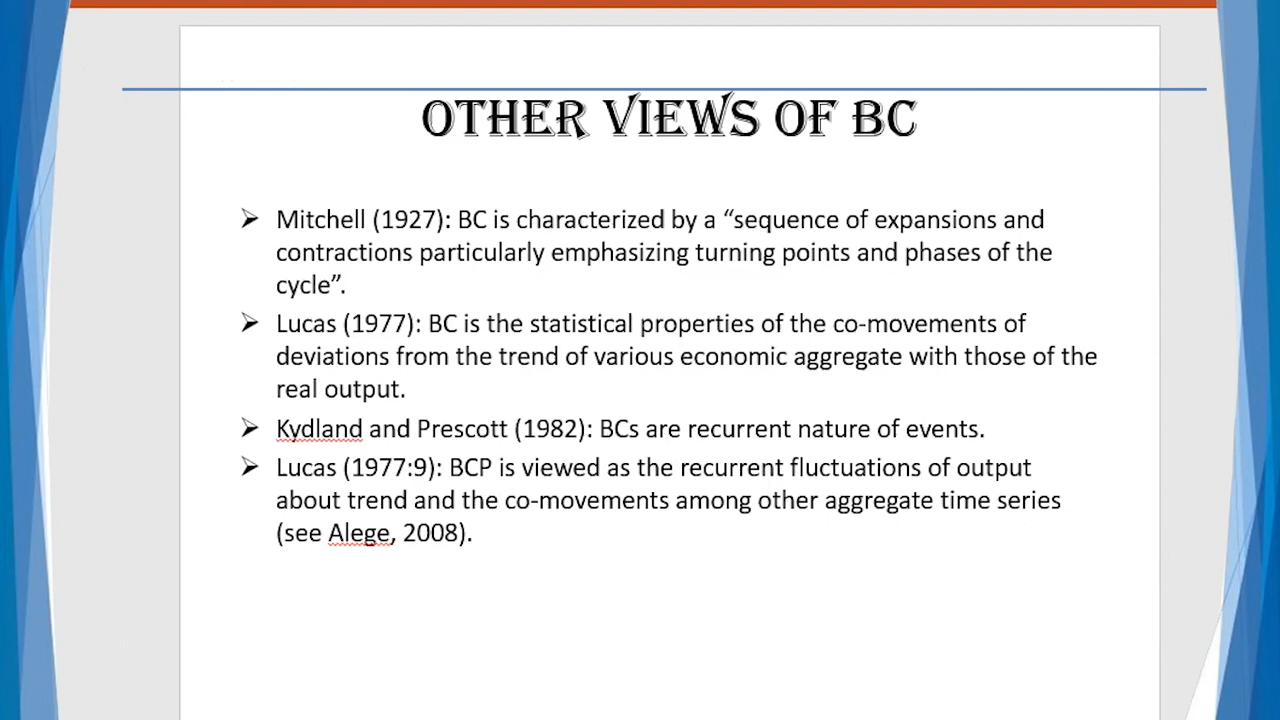 OTHER VIEWS OF BC
➢ Mitchell (1927): BC is characterized by a “sequence of expansions and
contractions particularly emphasizing turning points and phases of the
cycle”.
➢ Lucas (1977): BC is the statistical properties of the co-movements of
deviations from the trend of various economic aggregate with those of the
real output.
➢ Kydland and Prescott (1982): BCs are recurrent nature of events.
➢ Lucas (1977:9): BCP is viewed as the recurrent fluctuations of output
about trend and the co-movements among other aggregate time series
(see Alege, 2008).